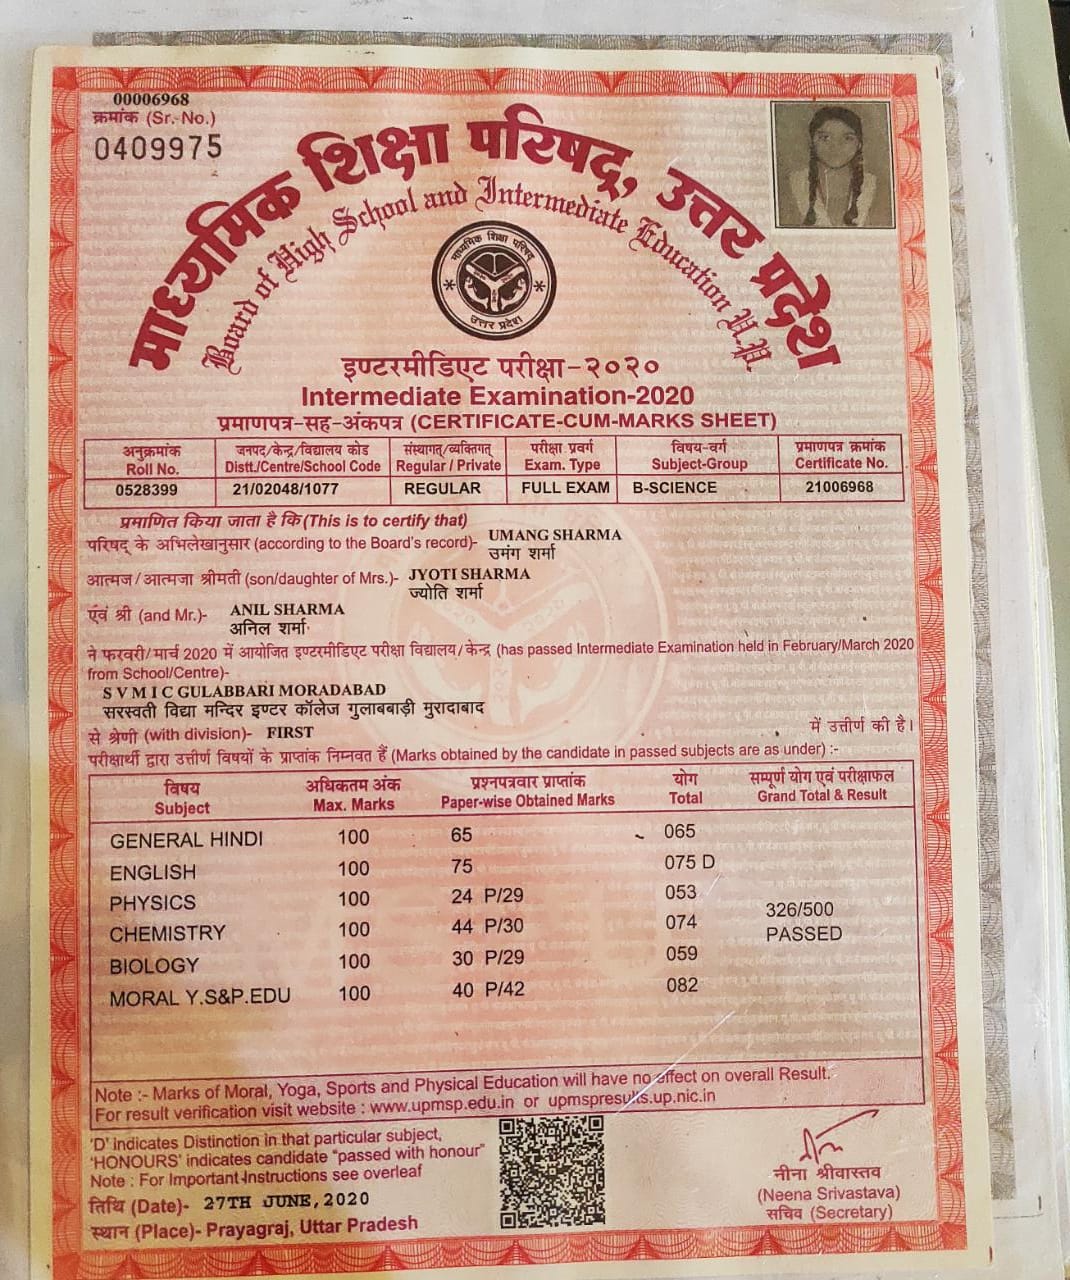 00006968
क्रमांक (Sr. No.)
0409975
माध्यमिक शिक्षा परिषद्, उत्तर प्रदेश
Board of High School and Intermediate Education U.P.
माध्यमिक शिक्षा परिषद
उत्तर प्रदेश
इण्टरमीडिएट परीक्षा-२०२०
Intermediate Examination-2020
प्रमाणपत्र-सह-अंकपत्र (CERTIFICATE-CUM-MARKS SHEET)
अनुक्रमांक जनपद/केन्द्र/विद्यालय कोड संस्थागत्/व्यक्तिगत् परीक्षा प्रवर्ग विषय-वर्ग प्रमाणपत्र क्रमांक
Roll No. Distt./Centre/School Code Regular / Private Exam. Type Subject-Group Certificate No.
0528399 21/02048/1077 REGULAR FULL EXAM B-SCIENCE 21006968
प्रमाणित किया जाता है कि (This is to certify that)
परिषद् के अभिलेखानुसार (according to the Board's record)- UMANG SHARMA
उमंग शर्मा
आत्मज/आत्मजा श्रीमती (son/daughter of Mrs.)- JYOTI SHARMA
ज्योति शर्मा
एवं श्री (and Mr.)- ANIL SHARMA
अनिल शर्मा
ने फरवरी/मार्च 2020 में आयोजित इण्टरमीडिएट परीक्षा विद्यालय/केन्द्र (has passed Intermediate Examination held in February/March 2020
from School/Centre)-
S V M I C GULABBARI MORADABAD
सरस्वती विद्या मन्दिर इण्टर कॉलेज गुलाबबाड़ी मुरादाबाद
से श्रेणी (with division)- FIRST में उत्तीर्ण की है।
परीक्षार्थी द्वारा उत्तीर्ण विषयों के प्राप्तांक निम्नवत हैं (Marks obtained by the candidate in passed subjects are as under) :-
विषय अधिकतम अंक प्रश्नपत्रवार प्राप्तांक योग सम्पूर्ण योग एवं परीक्षाफल
Subject Max. Marks Paper-wise Obtained Marks Total Grand Total & Result
GENERAL HINDI 100 65 065
ENGLISH 100 75 075 D
PHYSICS 100 24 P/29 053
326/500
CHEMISTRY 100 44 P/30 074
PASSED
BIOLOGY 100 30 P/29 059
MORAL Y.S&P.EDU 100 40 P/42 082
Note :- Marks of Moral, Yoga, Sports and Physical Education will have no effect on overall Result.
For result verification visit website : www.upmsp.edu.in or upmspresults.up.nic.in
'D' indicates Distinction in that particular subject,
'HONOURS' indicates candidate "passed with honour"
Note : For Important Instructions see overleaf
तिथि (Date)- 27TH JUNE,2020
स्थान (Place)- Prayagraj, Uttar Pradesh
नीना श्रीवास्तव
(Neena Srivastava)
सचिव (Secretary)